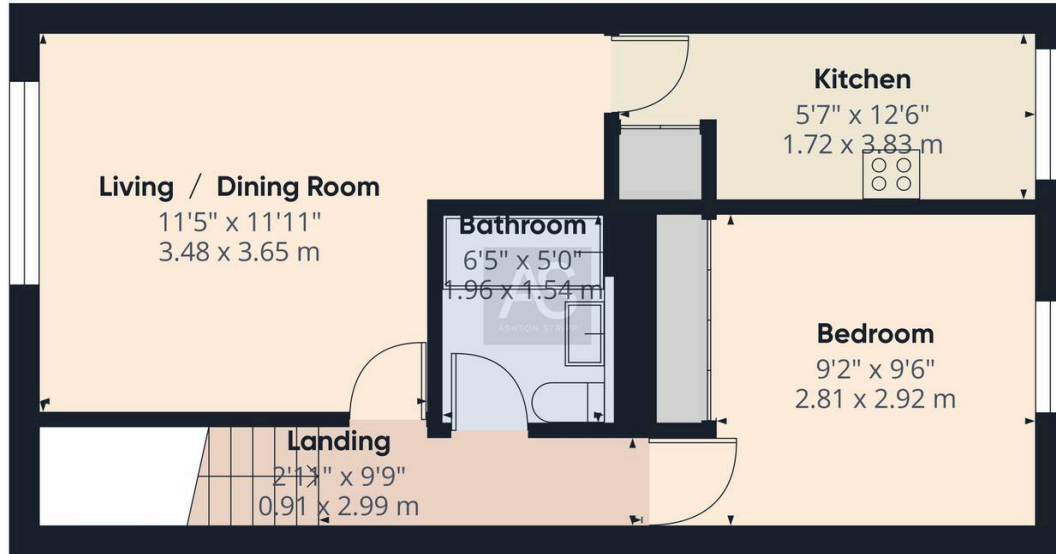 Kitchen
5'7" x 12'6"
1.72 x 3.83 m
Living / Dining Room
11'5" x 11'11"
3.48 x 3.65 m
Bathroom
6'5" x 5'0"
1.96 x 1.54 m
AC
Bedroom
9'2" x 9'6"
2.81 x 2.92 m
Landing
2'11" x 9'9"
0.91 x 2.99 m